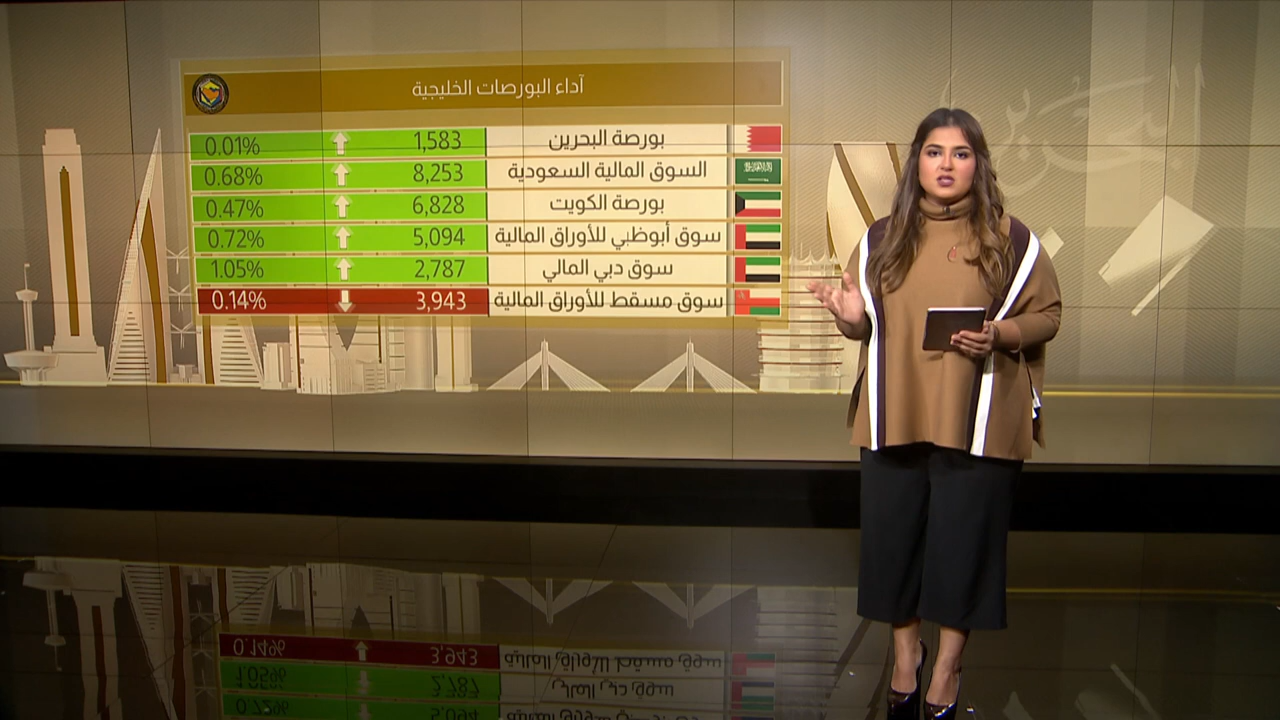 آداء البورصات الخليجية
بورصة البحرين 1,583 0.01%
السوق المالية السعودية 8,253 0.68%
بورصة الكويت 6,828 0.47%
سوق أبوظبي للأوراق المالية 5,094 0.72%
سوق دبي المالي 2,787 1.05%
سوق مسقط للأوراق المالية 3,943 0.14%